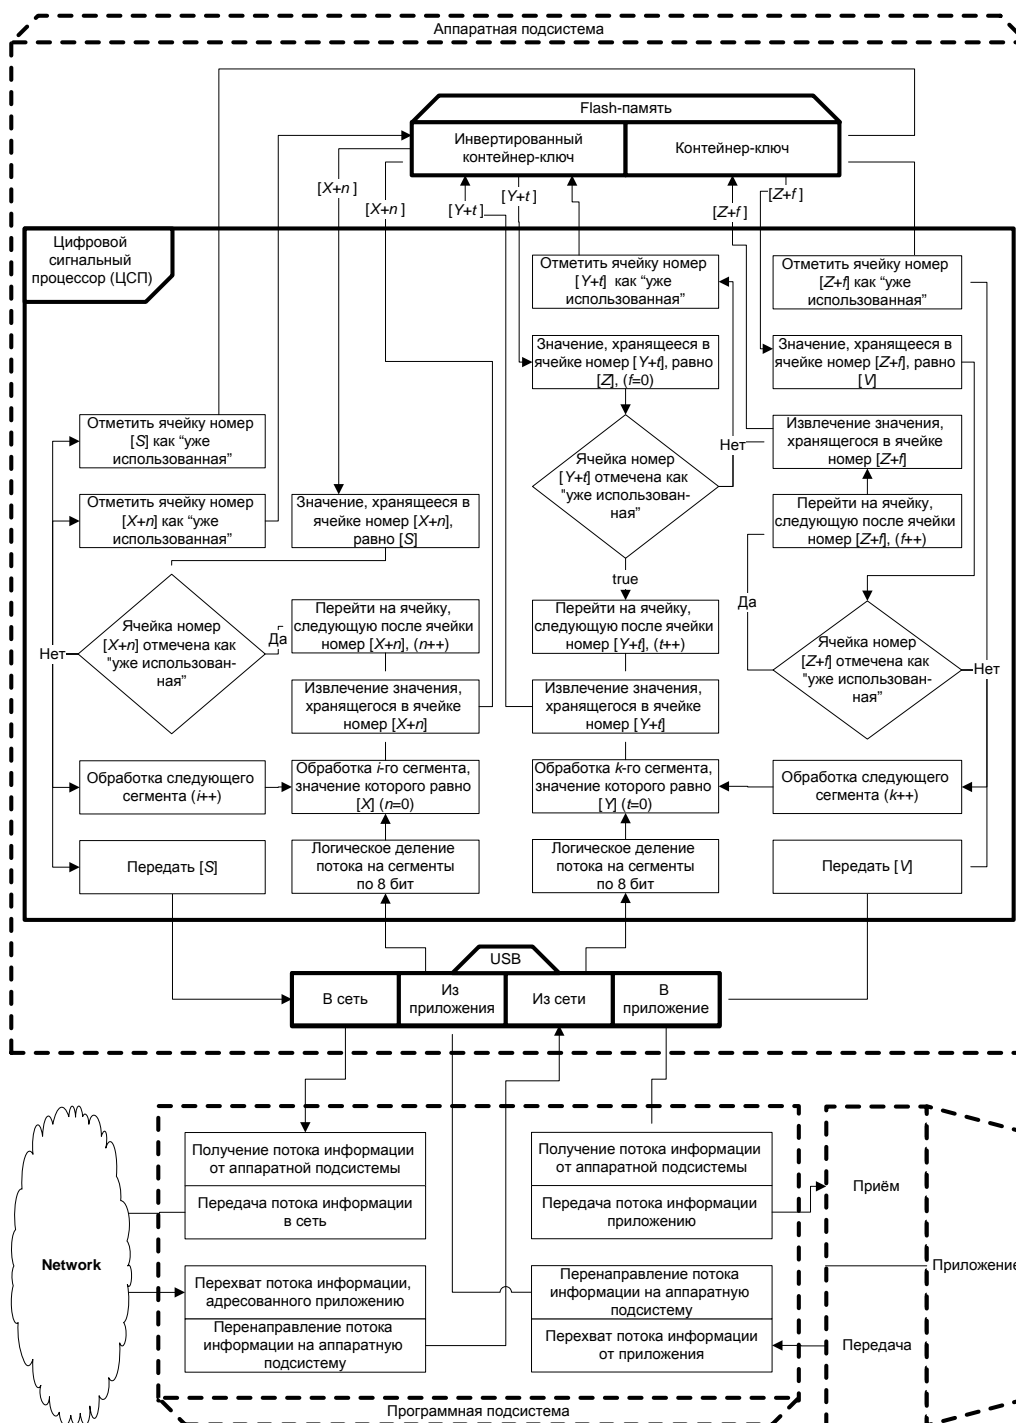 Аппаратная подсистема
Flash-память
Инвертированный
контейнер-ключ
Контейнер-ключ
[X+n ]
[X+n ]
[Y+t ]
[Y+t ]
[Z+f ]
[Z+f ]
Цифровой
сигнальный
процессор (ЦСП)
Отметить ячейку номер
[Y+t] как “уже
использованная”
Отметить ячейку номер
[Z+f] как “уже
использованная”
Значение, хранящееся в
ячейке номер [Y+t], равно
[Z], (f=0)
Значение, хранящееся в
ячейке номер [Z+f], равно
[V]
Отметить ячейку номер
[S] как “уже
использованная”
Нет
Извлечение значения,
хранящегося в ячейке
номер [Z+f]
Ячейка номер
[Y+t] отмечена как
"уже использован-
ная”
Отметить ячейку номер
[X+n] как “уже
использованная”
Значение, хранящееся в
ячейке номер [X+n],
равно [S]
Перейти на ячейку,
следующую после ячейки
номер [Z+f], (f++)
true
Да
Ячейка номер
[X+n] отмечена как
"уже использован-
ная”
Нет
Да
Перейти на ячейку,
следующую после ячейки
номер [X+n], (n++)
Перейти на ячейку,
следующую после ячейки
номер [Y+t], (t++)
Ячейка номер
[Z+f] отмечена как
"уже использован-
ная”
Нет
Извлечение значения,
хранящегося в ячейке
номер [X+n]
Извлечение значения,
хранящегося в ячейке
номер [Y+t]
Обработка следующего
сегмента (i++)
Обработка i-го сегмента,
значение которого равно
[X] (n=0)
Обработка k-го сегмента,
значение которого равно
[Y] (t=0)
Обработка следующего
сегмента (k++)
Передать [S]
Логическое деление
потока на сегменты
по 8 бит
Логическое деление
потока на сегменты
по 8 бит
Передать [V]
USB
В сеть
Из
приложения
Из сети
В
приложение
Получение потока информации
от аппаратной подсистемы
Передача потока информации
в сеть
Получение потока информации
от аппаратной подсистемы
Передача потока информации
приложению
Приём
Network
Перехват потока информации,
адресованного приложению
Перенаправление потока
информации на аппаратную
подсистему
Перенаправление потока
информации на аппаратную
подсистему
Перехват потока информации
от приложения
Приложение
Передача
Программная подсистема